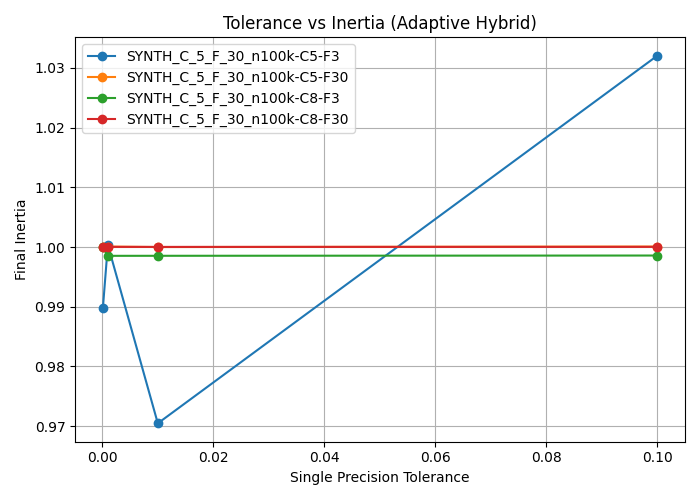 Tolerance vs Inertia (Adaptive Hybrid)
SYNTH_C_5_F_30_n100k-C5-F3
SYNTH_C_5_F_30_n100k-C5-F30
SYNTH_C_5_F_30_n100k-C8-F3
SYNTH_C_5_F_30_n100k-C8-F30
Final Inertia
1.03
1.02
1.01
1.00
0.99
0.98
0.97
0.00 0.02 0.04 0.06 0.08 0.10
Single Precision Tolerance